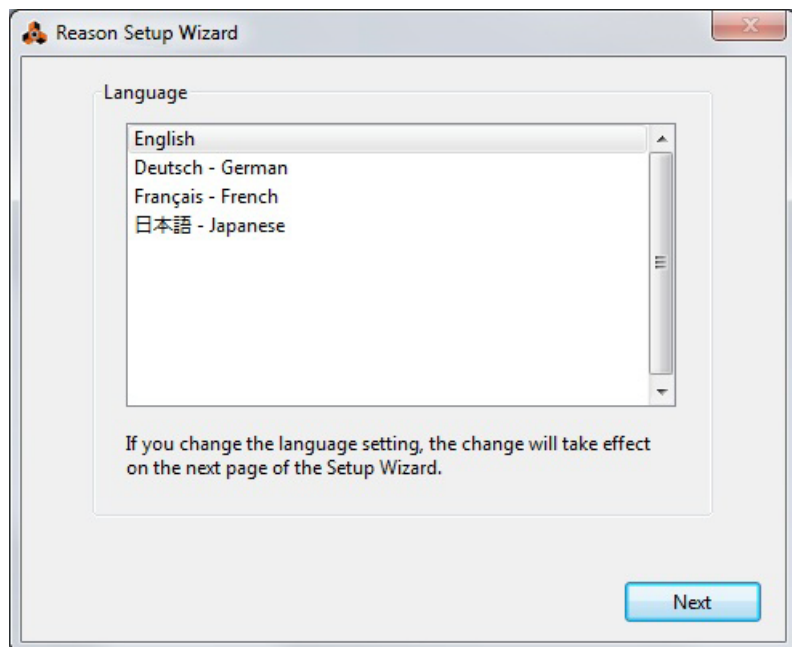 Reason Setup Wizard
Language
English
Deutsch - German
Français - French
日本語 - Japanese
If you change the language setting, the change will take effect
on the next page of the Setup Wizard.
Next